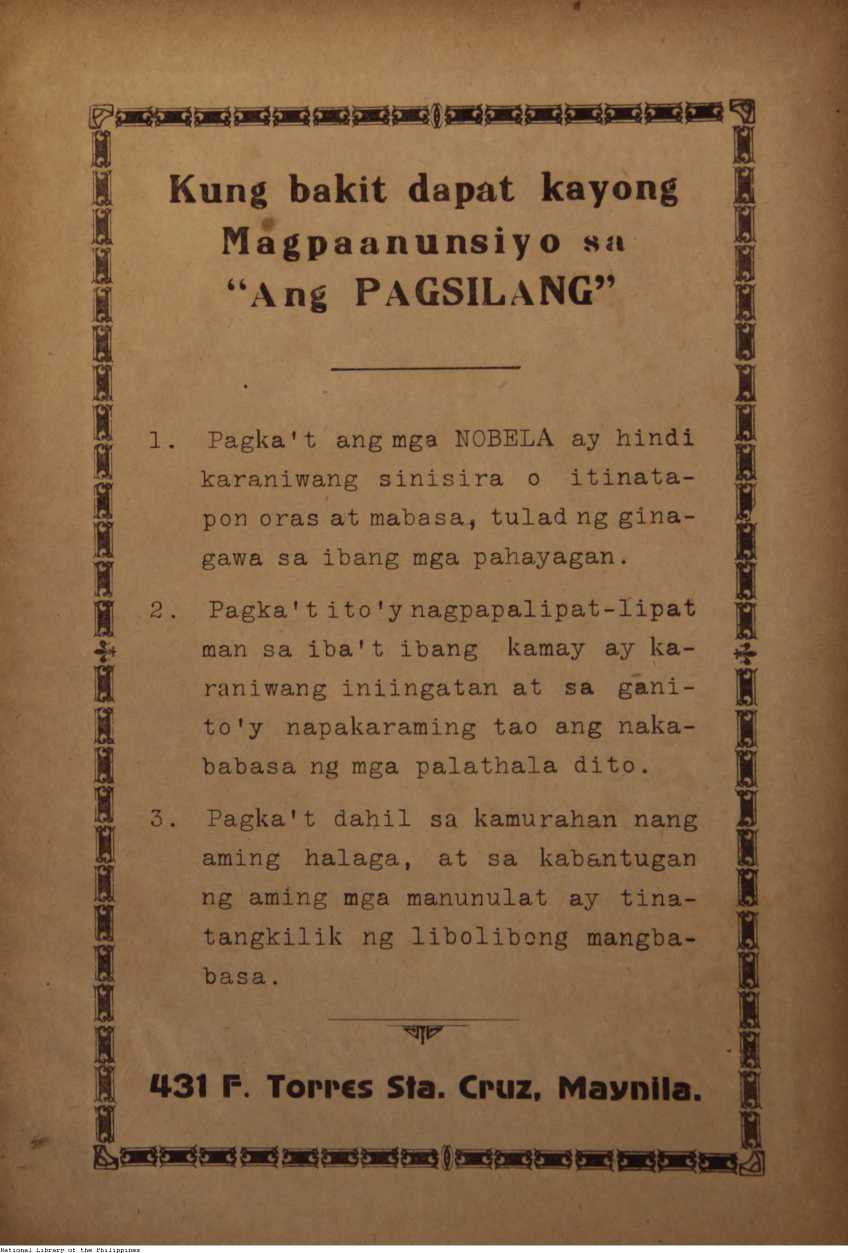 Kung bakit dapat kayong
Magpaanunsiyo sa
“Ang PAGSILANG”
1. Pagka't ang mga NOBELA ay hindi
karaniwang sinisira o itinata-
pon oras at mabasa, tulad ng gina-
gawa sa ibang mga pahayagan.
2. Pagka't ito'y nagpapalipat-lipat
man sa iba't ibang kamay ay ka-
raniwang iniingatan at sa gani-
to'y napakaraming tao ang naka-
babasa ng mga palathala dito.
3. Pagka't dahil sa kamurahan nang
aming halaga, at sa kabantugan
ng aming mga manunulat ay tina-
tangkilik ng libolibong mangba-
basa.
431 F. Torres Sta. Cruz, Maynila.
National Library of the Philippines